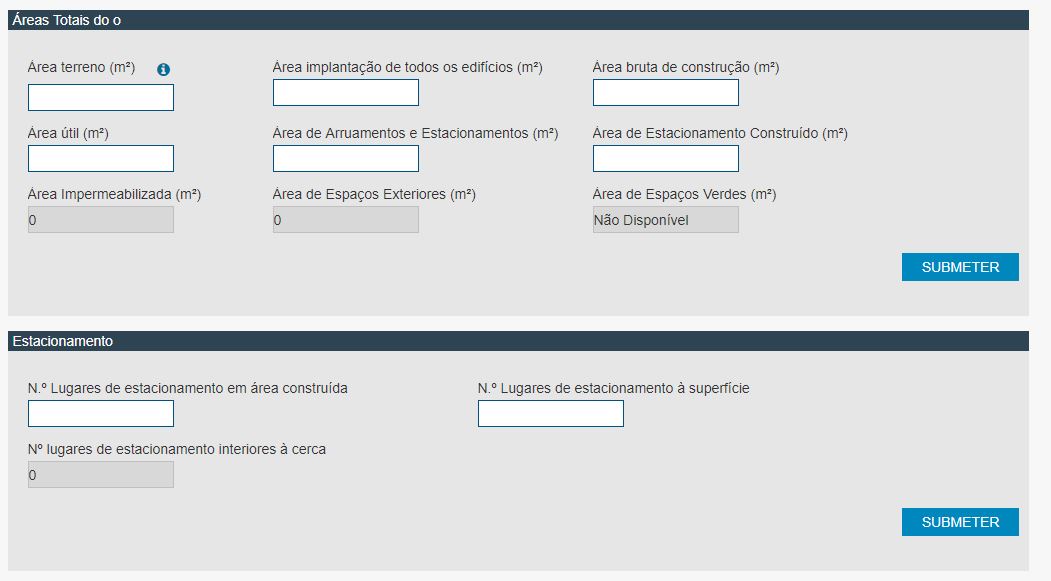 Áreas Totais do o
Área terreno (m²)
Área implantação de todos os edifícios (m²)
Área bruta de construção (m²)
Área útil (m²)
Área de Arruamentos e Estacionamentos (m²)
Área de Estacionamento Construído (m²)
Área Impermeabilizada (m²)
Área de Espaços Exteriores (m²)
Área de Espaços Verdes (m²)
0
0
Não Disponível
SUBMETER
Estacionamento
N.º Lugares de estacionamento em área construída
N.º Lugares de estacionamento à superfície
Nº lugares de estacionamento interiores à cerca
0
SUBMETER